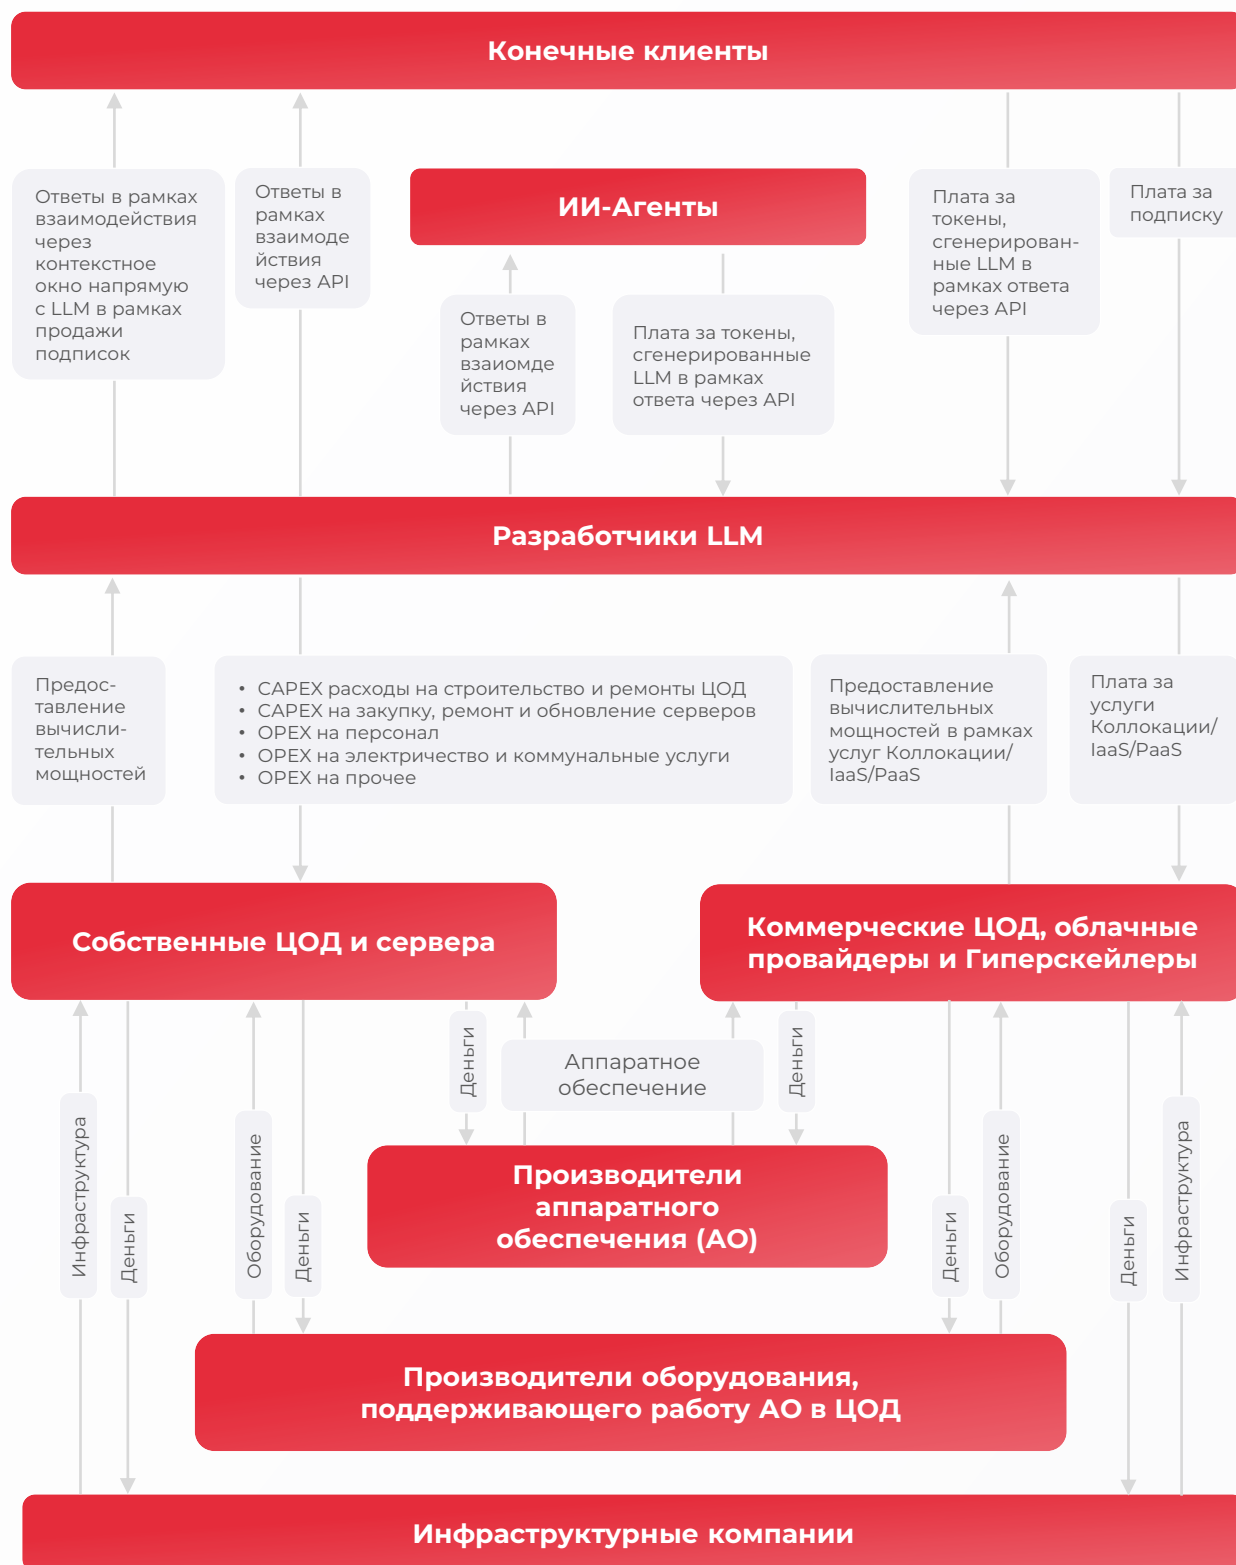 Конечные клиенты
Ответы в рамках
взаимодействия
через
контекстное
окно напрямую
с LLM в рамках
продажи
подписок
Ответы в
рамках
взаимоде
йствия
через API
ИИ-Агенты
Ответы в
рамках
взаиомде
йствия
через API
Плата за токены,
сгенерированные
LLM в рамках
ответа через API
Плата за
токены,
сгенерирован-
ные LLM в
рамках ответа
через API
Плата за
подписку
Разработчики LLM
Предос-
тавление
вычисли-
тельных
мощностей
• CAPEX расходы на строительство и ремонты ЦОД
• CAPEX на закупку, ремонт и обновление серверов
• OPEX на персонал
• OPEX на электричество и коммунальные услуги
• OPEX на прочее
Предоставление
вычислительных
мощностей в рамках
услуг Коллокации/
IaaS/PaaS
Плата за
услуги
Коллокации/
IaaS/PaaS
Собственные ЦОД и сервера
Коммерческие ЦОД, облачные
провайдеры и Гиперскейлеры
Инфраструктура
Деньги
Оборудование
Деньги
Деньги
Аппаратное
обеспечение
Деньги
Деньги
Оборудование
Деньги
Инфраструктура
Производители
аппаратного
обеспечения (АО)
Производители оборудования,
поддерживающего работу АО в ЦОД
Инфраструктурные компании